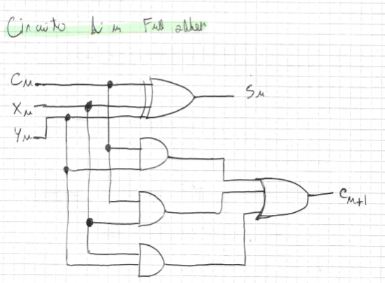 Circuito di un Full adder
Cn
Sn
Xn
Yn
Cn+1